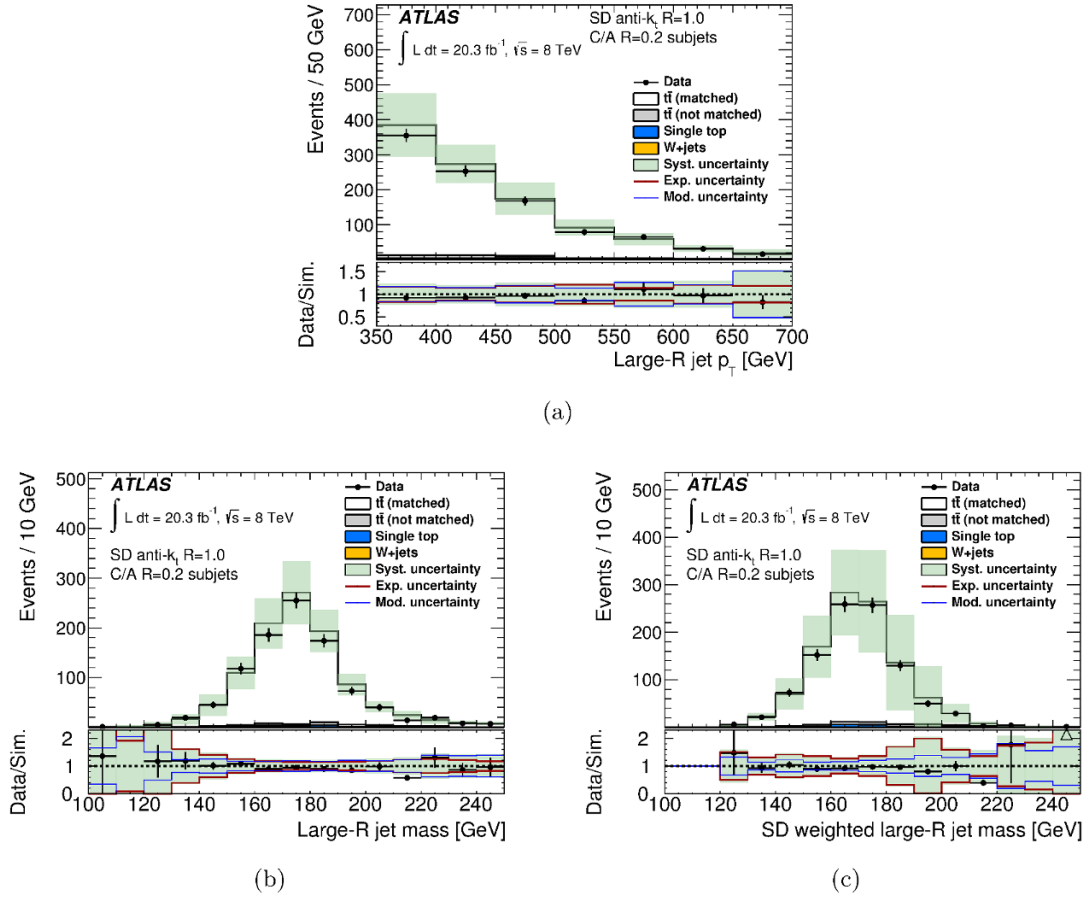 ATLAS
SD anti-kₜ R=1.0
C/A R=0.2 subjets
∫ L dt = 20.3 fb⁻¹, √s = 8 TeV
Data
tt̄ (matched)
tt̄ (not matched)
Single top
W+jets
Syst. uncertainty
Exp. uncertainty
Mod. uncertainty
Events / 50 GeV
700
600
500
400
300
200
100
Data/Sim.
1.5
1
0.5
350 400 450 500 550 600 650 700
Large-R jet p_T [GeV]
(a)
ATLAS
∫ L dt = 20.3 fb⁻¹, √s = 8 TeV
SD anti-kₜ R=1.0
C/A R=0.2 subjets
Data
tt̄ (matched)
tt̄ (not matched)
Single top
W+jets
Syst. uncertainty
Exp. uncertainty
Mod. uncertainty
Events / 10 GeV
500
400
300
200
100
Data/Sim.
2
1
0
100 120 140 160 180 200 220 240
Large-R jet mass [GeV]
(b)
ATLAS
∫ L dt = 20.3 fb⁻¹, √s = 8 TeV
SD anti-kₜ R=1.0
C/A R=0.2 subjets
Data
tt̄ (matched)
tt̄ (not matched)
Single top
W+jets
Syst. uncertainty
Exp. uncertainty
Mod. uncertainty
Events / 10 GeV
500
400
300
200
100
Data/Sim.
2
1
0
100 120 140 160 180 200 220 240
SD weighted large-R jet mass [GeV]
(c)